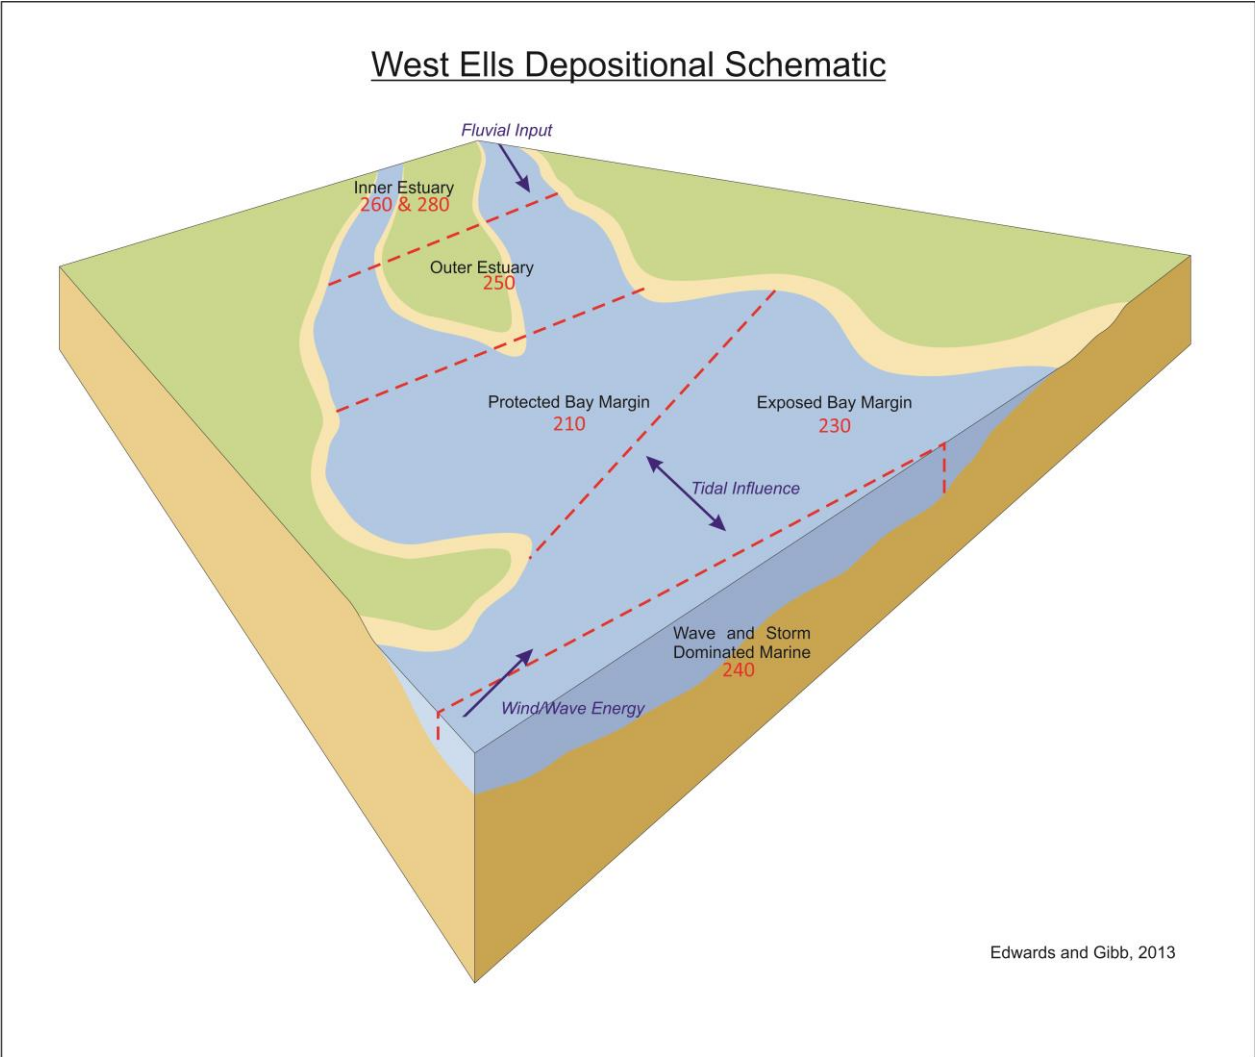 West Ells Depositional Schematic
Fluvial Input
Inner Estuary
260 & 280
Outer Estuary
250
Protected Bay Margin
210
Exposed Bay Margin
230
Tidal Influence
Wave and Storm
Dominated Marine
240
Wind/Wave Energy
Edwards and Gibb, 2013